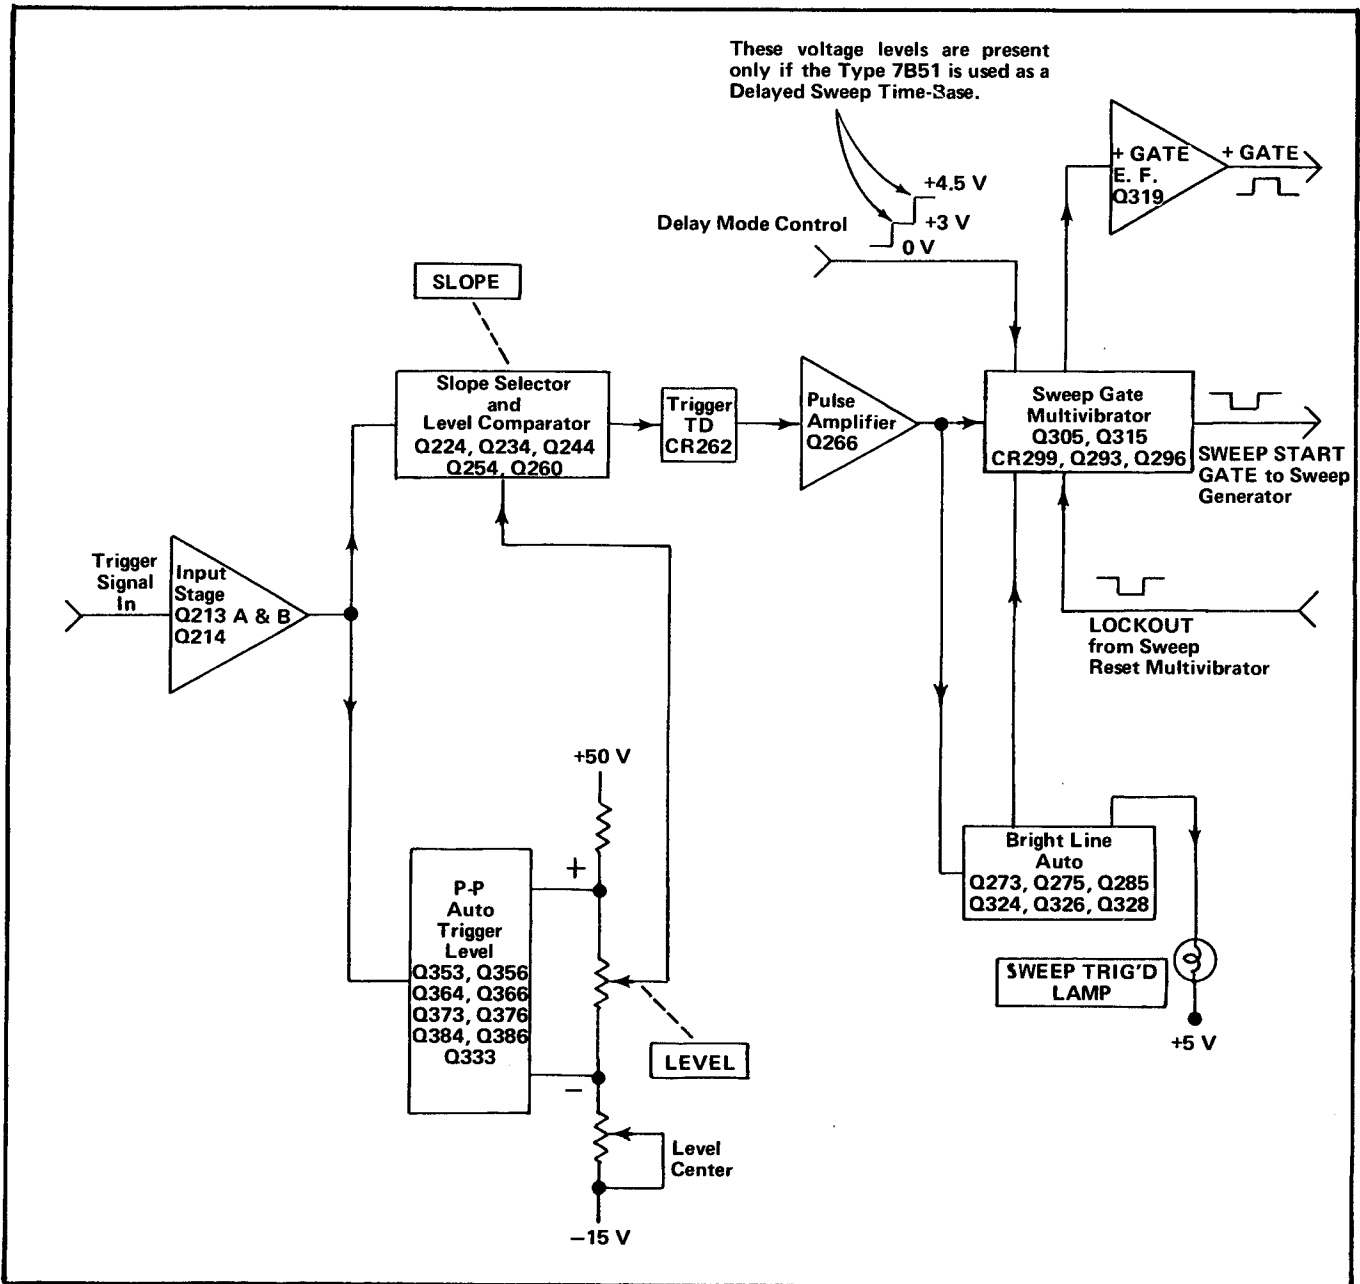 These voltage levels are present
only if the Type 7B51 is used as a
Delayed Sweep Time-Base.
+4.5 V
+3 V
0 V
Delay Mode Control
+ GATE
E. F.
Q319
+ GATE
SLOPE
Slope Selector
and
Level Comparator
Q224, Q234, Q244
Q254, Q260
Trigger
TD
CR262
Pulse
Amplifier
Q266
Sweep Gate
Multivibrator
Q305, Q315
CR299, Q293, Q296
SWEEP START
GATE to Sweep
Generator
Trigger
Signal
In
Input
Stage
Q213 A & B
Q214
LOCKOUT
from Sweep
Reset Multivibrator
+50 V
+
P-P
Auto
Trigger
Level
Q353, Q356
Q364, Q366
Q373, Q376
Q384, Q386
Q333
−
LEVEL
Level
Center
−15 V
Bright Line
Auto
Q273, Q275, Q285
Q324, Q326, Q328
SWEEP TRIG'D
LAMP
+5 V